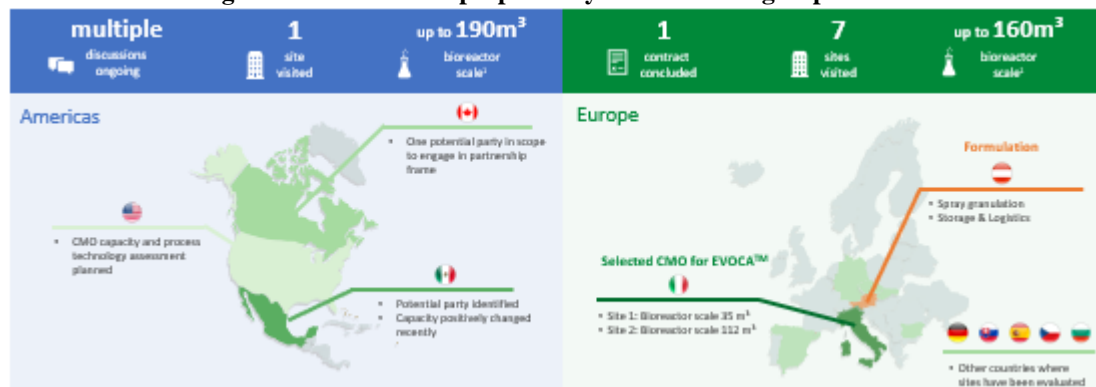 multiple
discussions
ongoing
1
site
visited
up to 190m³
bioreactor
scale¹
1
contract
concluded
7
sites
visited
up to 160m³
bioreactor
scale¹
Americas
• One potential party in scope
to engage in partnership
frame
• CMO capacity and process
technology assessment
planned
• Potential party identified
• Capacity positively changed
recently
Europe
Formulation
• Spray granulation
• Storage & Logistics
Selected CMO for EVOCA™
• Site 1: Bioreactor scale 35 m³
• Site 2: Bioreactor scale 112 m³
• Other countries where
sites have been evaluated